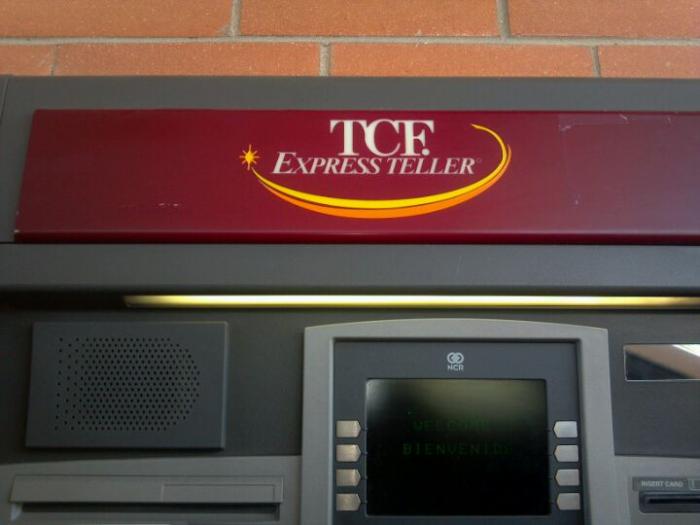 TCF.
EXPRESS TELLER
NCR
WELCOME
BIENVENIDO
INSERT CARD